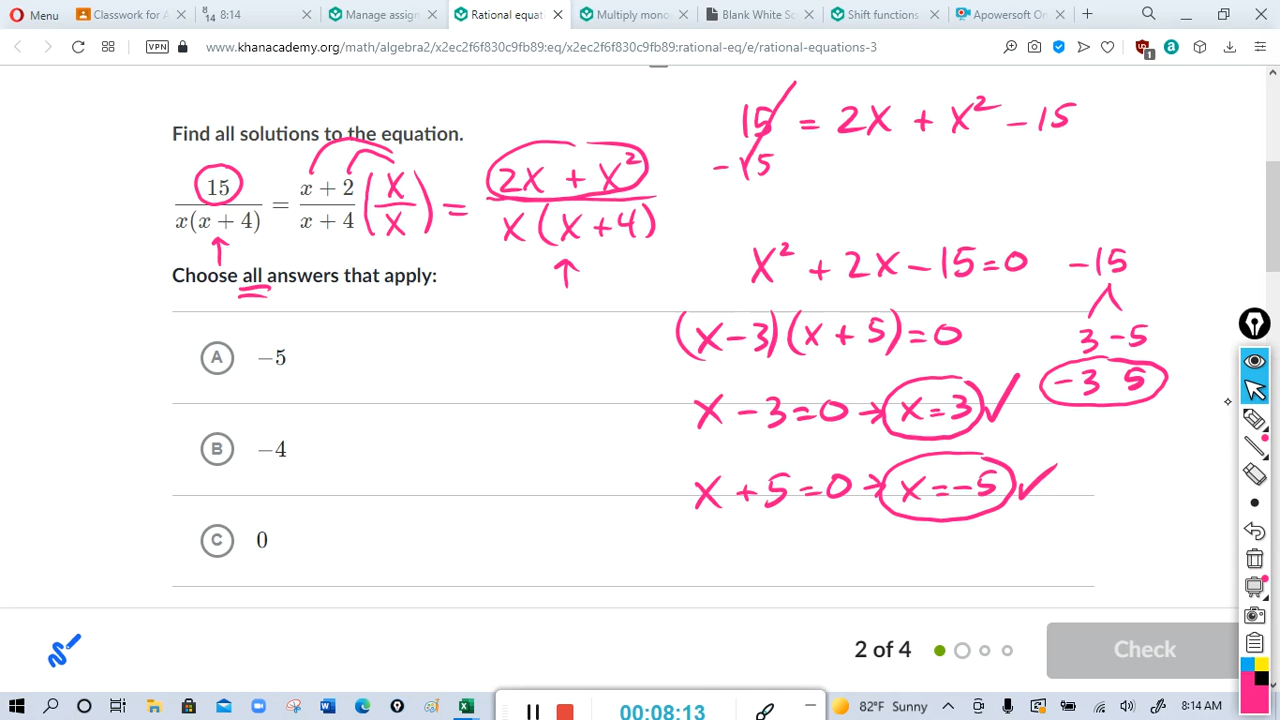 Menu
Classwork for A
8/14 8:14
Manage assign
Rational equat
Multiply mono
Blank White Sc
Shift functions
Apowersoft On
VPN
www.khanacademy.org/math/algebra2/x2ec2f6f830c9fb89:eq/x2ec2f6f830c9fb89:rational-eq/e/rational-equations-3
1
Find all solutions to the equation.
15/x(x + 4) = x + 2/x + 4 (x/x) = 2x + x²/x(x+4)
Choose all answers that apply:
A −5
B −4
C 0
15 = 2x + x² − 15
−15
x² + 2x − 15 = 0
(x − 3)(x + 5) = 0
x − 3 = 0 → x = 3 ✓
x + 5 = 0 → x = −5 ✓
−15
3 −5
−3 5
2 of 4
Check
00:08:13
82°F Sunny
8:14 AM